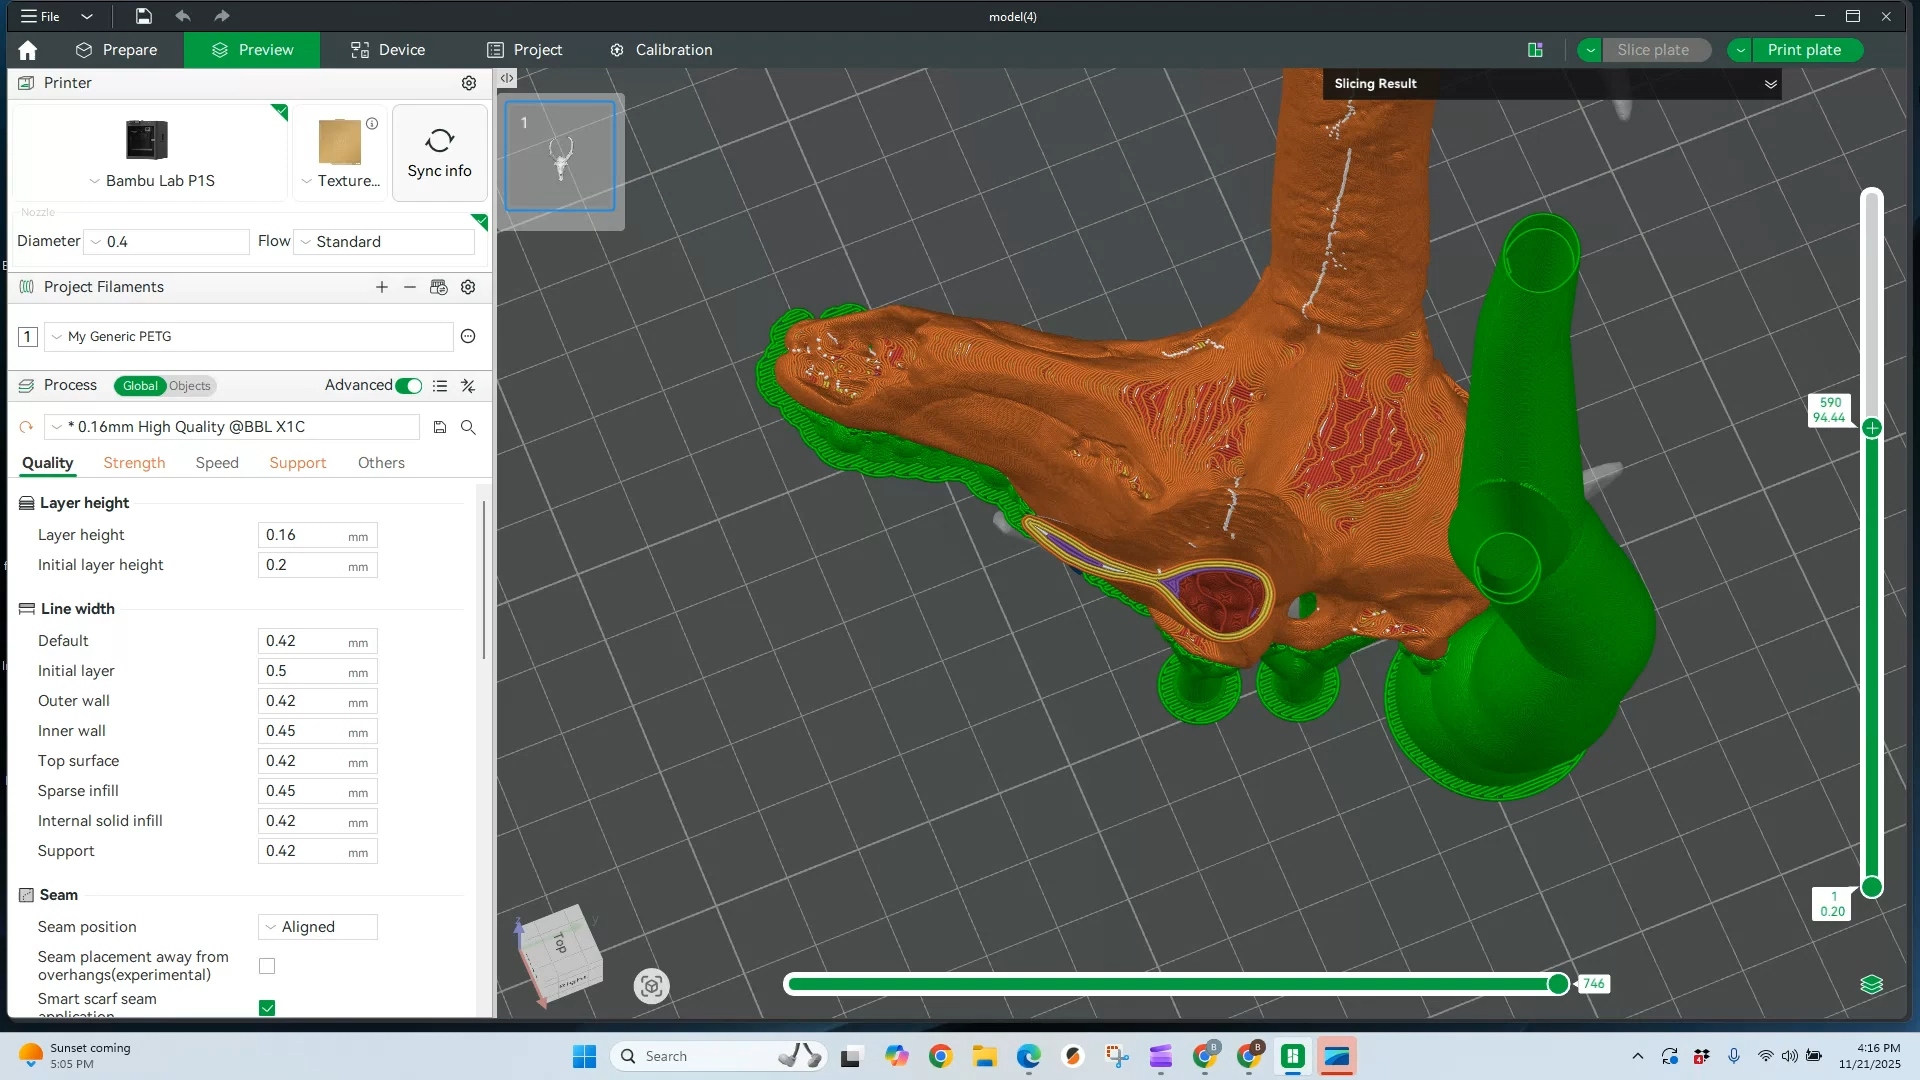 File
model(4)
Prepare
Preview
Device
Project
Calibration
Slice plate
Print plate
Printer
Bambu Lab P1S
Texture...
Sync info
Nozzle
Diameter
0.4
Flow
Standard
Project Filaments
1
My Generic PETG
Process
Global
Objects
Advanced
* 0.16mm High Quality @BBL X1C
Quality
Strength
Speed
Support
Others
Layer height
Layer height
0.16 mm
Initial layer height
0.2 mm
Line width
Default
0.42 mm
Initial layer
0.5 mm
Outer wall
0.42 mm
Inner wall
0.45 mm
Top surface
0.42 mm
Sparse infill
0.45 mm
Internal solid infill
0.42 mm
Support
0.42 mm
Seam
Seam position
Aligned
Seam placement away from
overhangs(experimental)
Smart scarf seam
application
1
Slicing Result
590
94.44
1
0.20
746
Top
Right
z
y
Sunset coming
5:05 PM
Search
B
B
4
4:16 PM
11/21/2025